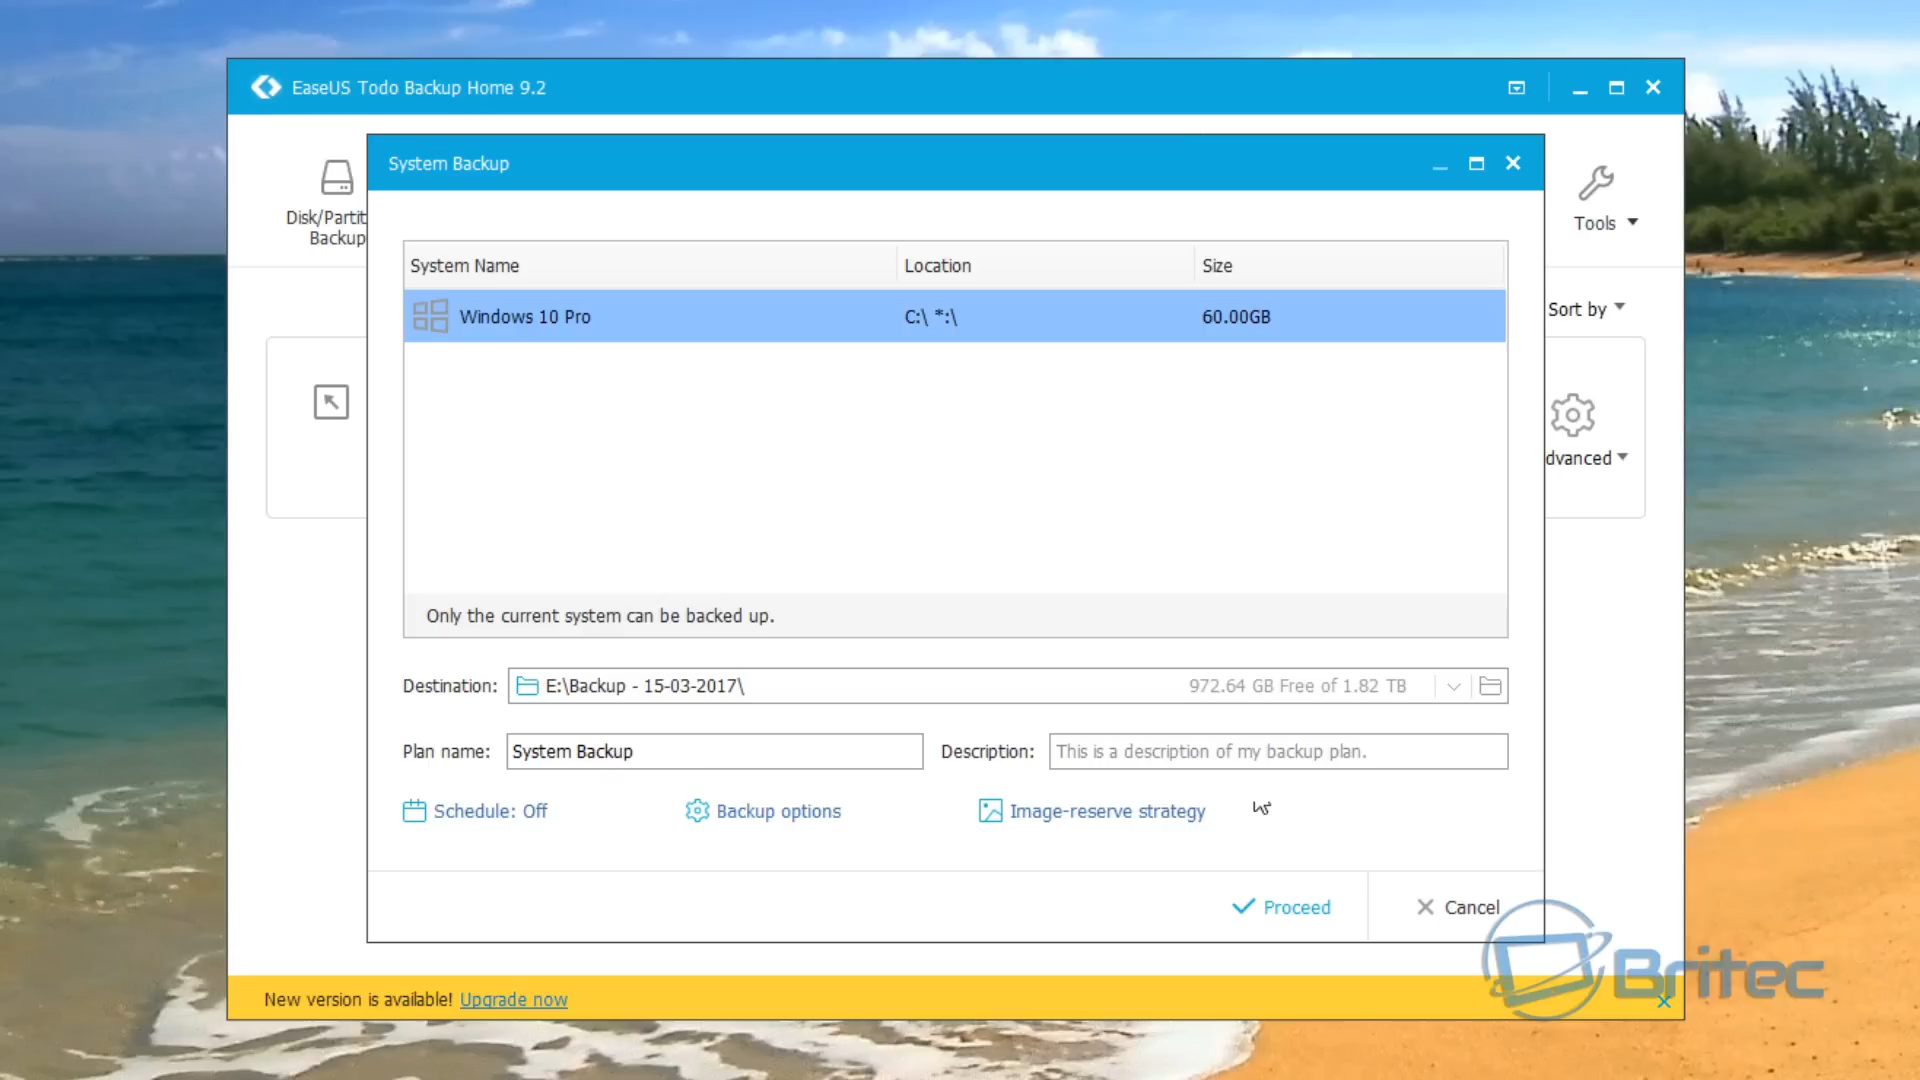 EaseUS Todo Backup Home 9.2
System Backup
Disk/Partit
Backup
Tools
System Name Location Size
Windows 10 Pro C:\ *:\ 60.00GB
Sort by
dvanced
Only the current system can be backed up.
Destination: E:\Backup - 15-03-2017\ 972.64 GB Free of 1.82 TB
Plan name: System Backup Description: This is a description of my backup plan.
Schedule: Off Backup options Image-reserve strategy
Proceed Cancel
Britec
New version is available! Upgrade now